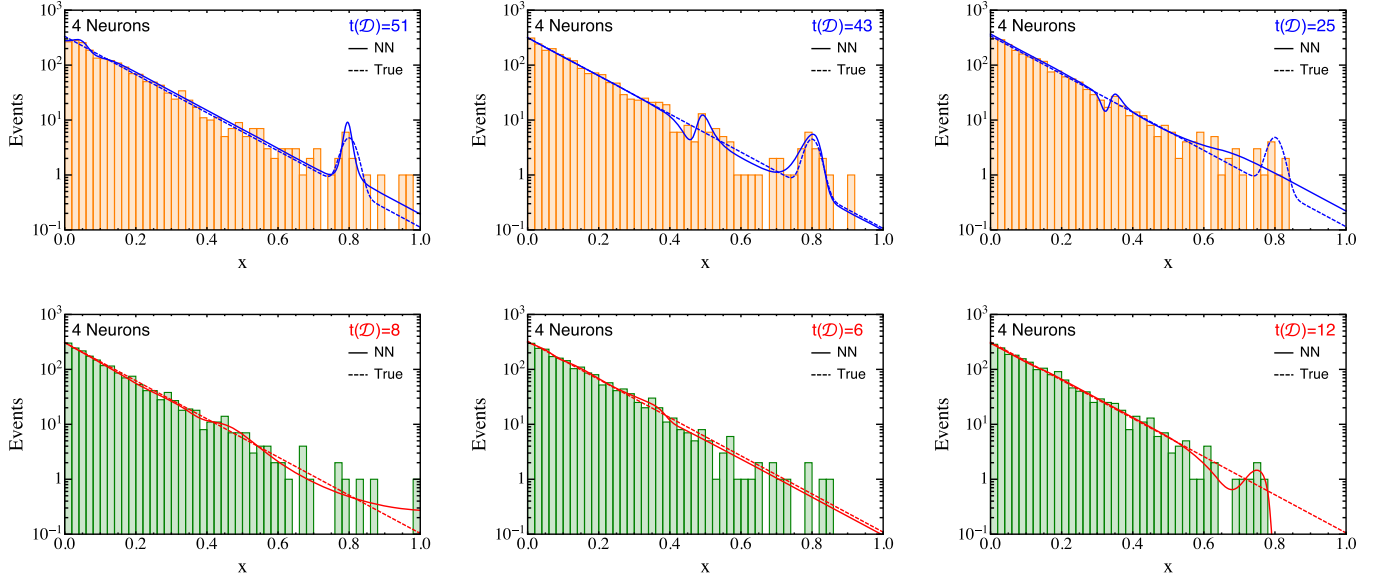 4 Neurons t(𝒟)=51
NN
True
Events
10³
10²
10¹
1
10⁻¹
0.0 0.2 0.4 0.6 0.8 1.0
x
4 Neurons t(𝒟)=43
NN
True
Events
10³
10²
10¹
1
10⁻¹
0.0 0.2 0.4 0.6 0.8 1.0
x
4 Neurons t(𝒟)=25
NN
True
Events
10³
10²
10¹
1
10⁻¹
0.0 0.2 0.4 0.6 0.8 1.0
x
4 Neurons t(𝒟)=8
NN
True
Events
10³
10²
10¹
1
10⁻¹
0.0 0.2 0.4 0.6 0.8 1.0
x
4 Neurons t(𝒟)=6
NN
True
Events
10³
10²
10¹
1
10⁻¹
0.0 0.2 0.4 0.6 0.8 1.0
x
4 Neurons t(𝒟)=12
NN
True
Events
10³
10²
10¹
1
10⁻¹
0.0 0.2 0.4 0.6 0.8 1.0
x